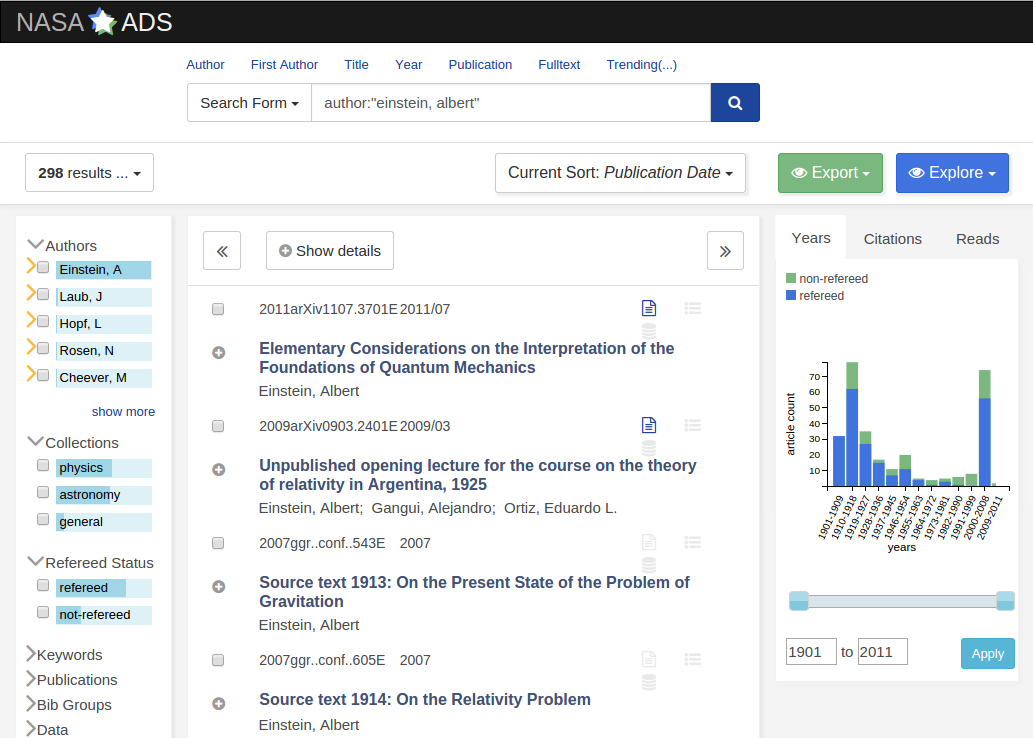 NASA ADS
Author First Author Title Year Publication Fulltext Trending(...)
Search Form author:"einstein, albert"
298 results ... Current Sort: Publication Date Export Explore
Authors
Einstein, A
Laub, J
Hopf, L
Rosen, N
Cheever, M
show more
Collections
physics
astronomy
general
Refereed Status
refereed
not-refereed
Keywords
Publications
Bib Groups
Data
« Show details »
2011arXiv1107.3701E 2011/07
Elementary Considerations on the Interpretation of the
Foundations of Quantum Mechanics
Einstein, Albert
2009arXiv0903.2401E 2009/03
Unpublished opening lecture for the course on the theory
of relativity in Argentina, 1925
Einstein, Albert; Gangui, Alejandro; Ortiz, Eduardo L.
2007ggr..conf..543E 2007
Source text 1913: On the Present State of the Problem of
Gravitation
Einstein, Albert
2007ggr..conf..605E 2007
Source text 1914: On the Relativity Problem
Einstein, Albert
Years Citations Reads
non-refereed
refereed
article count
70
60
50
40
30
20
10
1901-1909
1910-1918
1919-1927
1928-1936
1937-1945
1946-1954
1955-1963
1964-1972
1973-1981
1982-1990
1991-1999
2000-2008
2009-2011
years
1901 to 2011 Apply